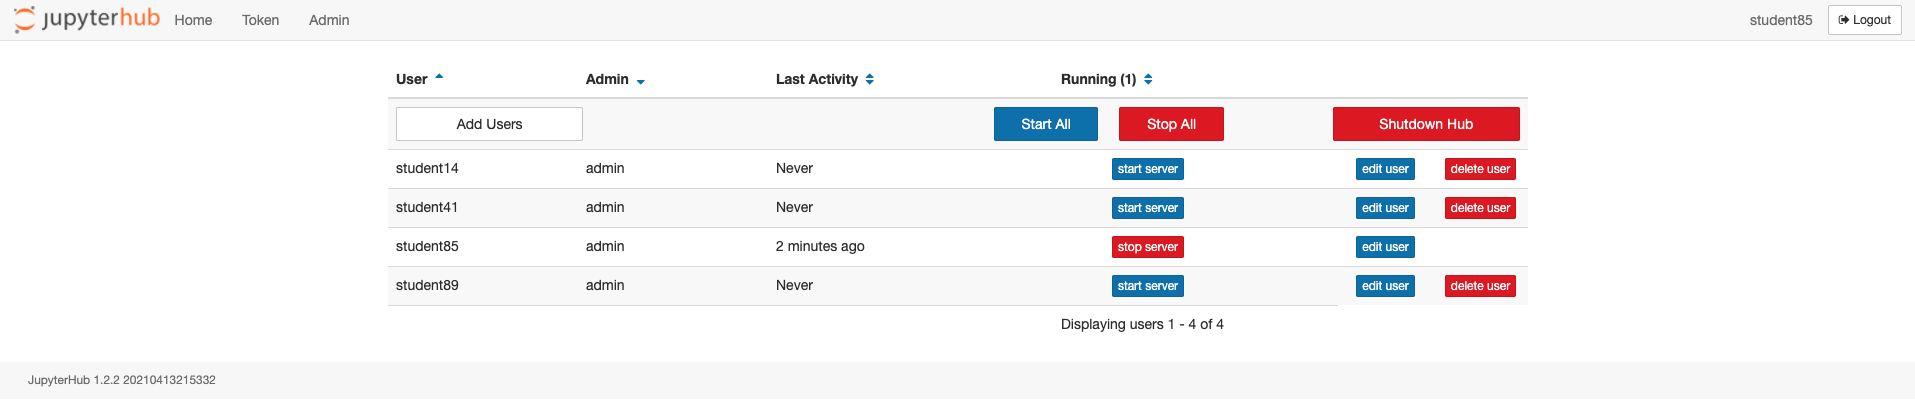 jupyterhub Home Token Admin student85 Logout
User Admin Last Activity Running (1)
Add Users Start All Stop All Shutdown Hub
student14 admin Never start server edit user delete user
student41 admin Never start server edit user delete user
student85 admin 2 minutes ago stop server edit user
student89 admin Never start server edit user delete user
Displaying users 1 - 4 of 4
JupyterHub 1.2.2 20210413215332